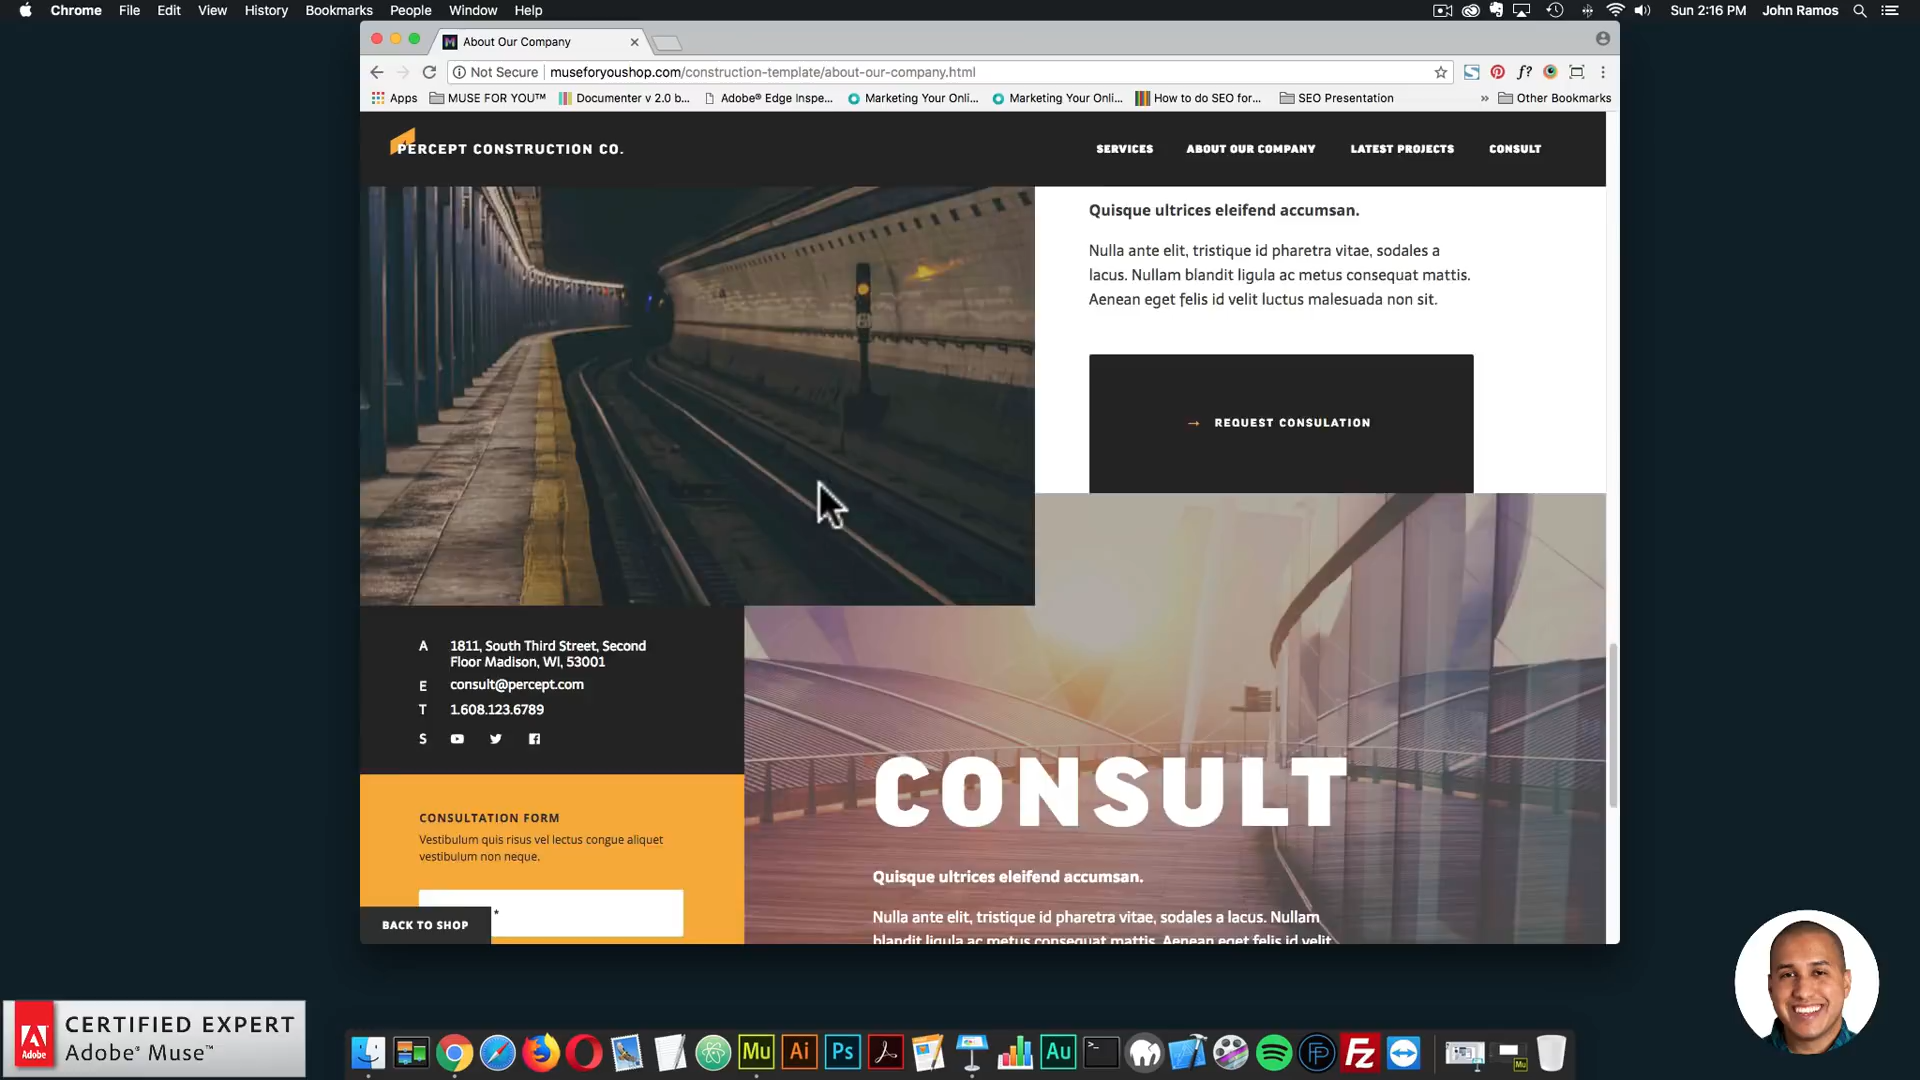 Chrome File Edit View History Bookmarks People Window Help
Sun 2:16 PM John Ramos
About Our Company
Not Secure museforyoushop.com/construction-template/about-our-company.html
f?
Apps MUSE FOR YOU™ Documenter v 2.0 b... Adobe® Edge Inspe... Marketing Your Onli... Marketing Your Onli... How to do SEO for... SEO Presentation » Other Bookmarks
PERCEPT CONSTRUCTION CO.
SERVICES ABOUT OUR COMPANY LATEST PROJECTS CONSULT
Quisque ultrices eleifend accumsan.
Nulla ante elit, tristique id pharetra vitae, sodales a
lacus. Nullam blandit ligula ac metus consequat mattis.
Aenean eget felis id velit luctus malesuada non sit.
→ REQUEST CONSULATION
A 1811, South Third Street, Second
Floor Madison, WI, 53001
E consult@percept.com
T 1.608.123.6789
S
CONSULTATION FORM
Vestibulum quis risus vel lectus congue aliquet
vestibulum non neque.
*
BACK TO SHOP
CONSULT
Quisque ultrices eleifend accumsan.
Nulla ante elit, tristique id pharetra vitae, sodales a lacus. Nullam
blandit ligula ac metus consequat mattis. Aenean eget felis id velit
Adobe
CERTIFIED EXPERT
Adobe® Muse™
Mu Ai Ps Au FP Fz Mu